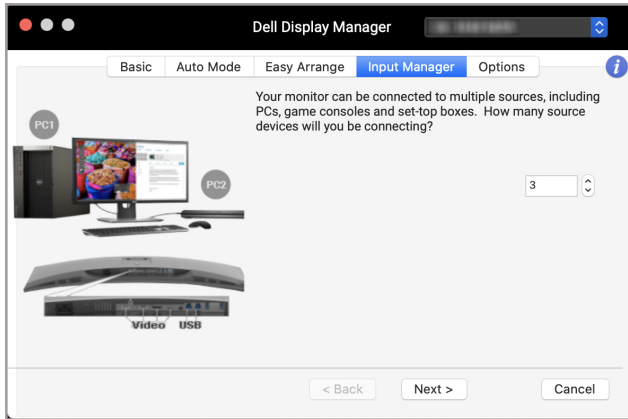 Dell Display Manager
Basic
Auto Mode
Easy Arrange
Input Manager
Options
i
Your monitor can be connected to multiple sources, including
PCs, game consoles and set-top boxes. How many source
devices will you be connecting?
PC1
PC2
3
Video
USB
< Back
Next >
Cancel